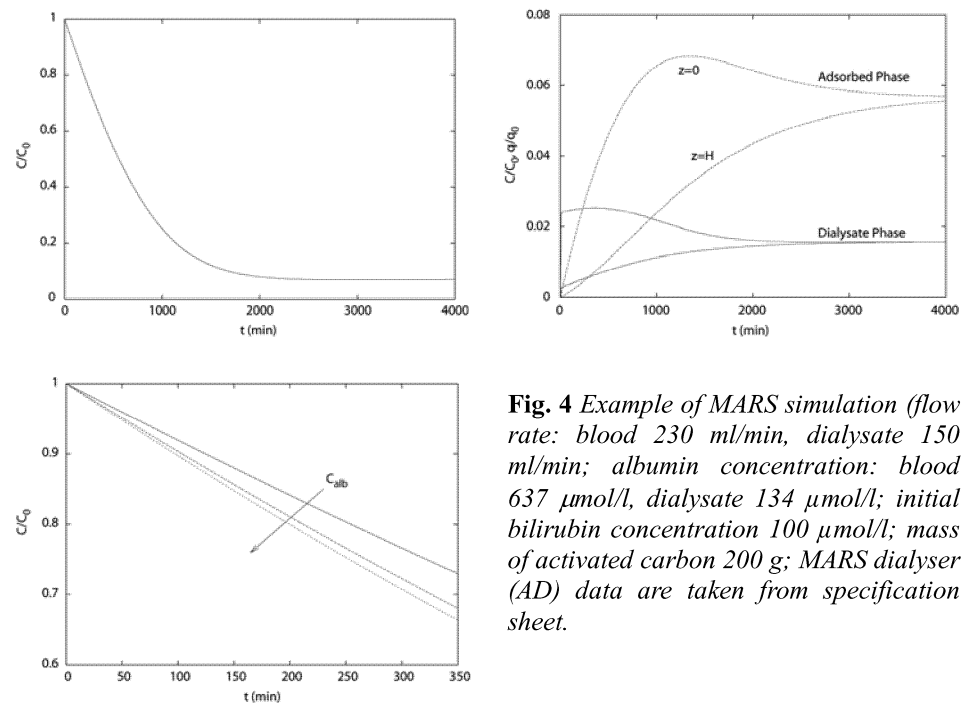 1
0.8
0.6
0.4
0.2
0
C/C0
0 1000 2000 3000 4000
t (min)
0.08
0.06
0.04
0.02
0
C/C0, q/q0
z=0
Adsorbed Phase
z=H
Dialysate Phase
0 1000 2000 3000 4000
t (min)
1
0.9
0.8
0.7
0.6
C/C0
Calb
0 50 100 150 200 250 300 350
t (min)
Fig. 4 Example of MARS simulation (flow
rate: blood 230 ml/min, dialysate 150
ml/min; albumin concentration: blood
637 μmol/l, dialysate 134 µmol/l; initial
bilirubin concentration 100 µmol/l; mass
of activated carbon 200 g; MARS dialyser
(AD) data are taken from specification
sheet.